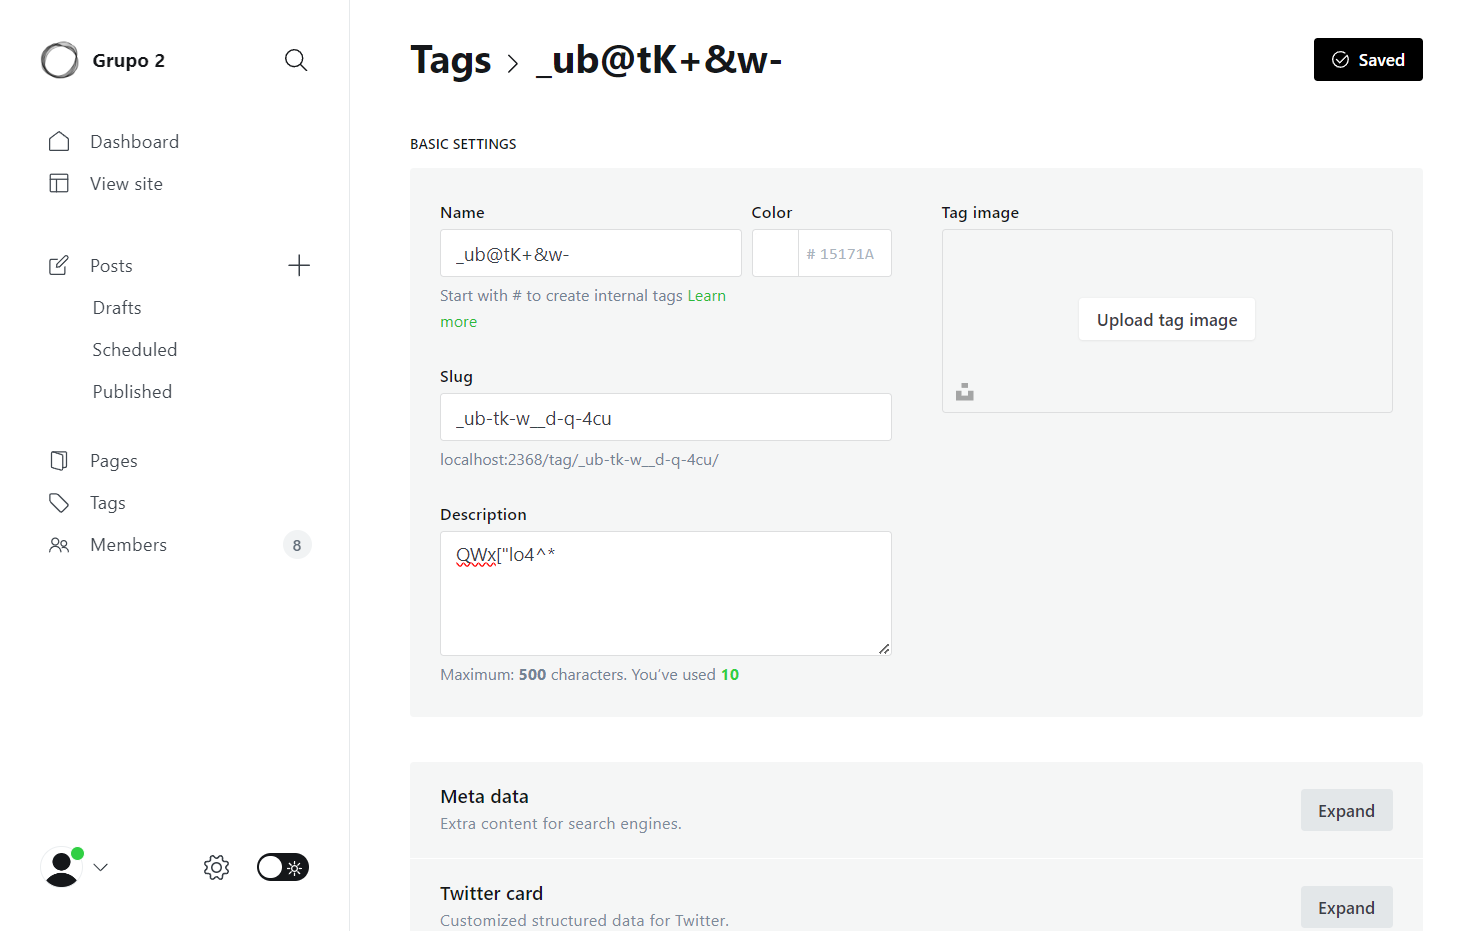 Grupo 2
Dashboard
View site
Posts
Drafts
Scheduled
Published
Pages
Tags
Members
8
Tags
_ub@tK+&w-
Saved
BASIC SETTINGS
Name
_ub@tK+&w-
Start with # to create internal tags Learn
more
Color
# 15171A
Tag image
Upload tag image
Slug
_ub-tk-w__d-q-4cu
localhost:2368/tag/_ub-tk-w__d-q-4cu/
Description
QWx["lo4^*
Maximum: 500 characters. You’ve used 10
Meta data
Extra content for search engines.
Expand
Twitter card
Customized structured data for Twitter.
Expand